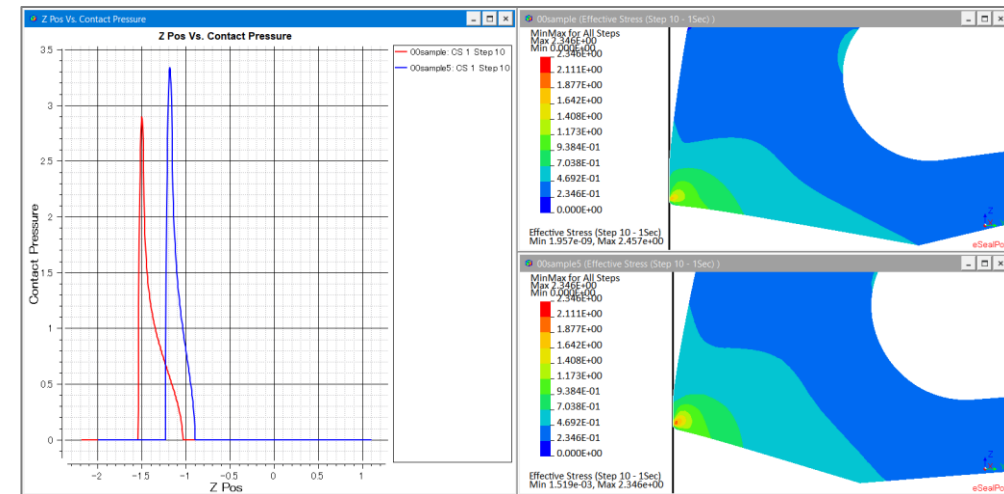 Z Pos Vs. Contact Pressure
Z Pos Vs. Contact Pressure
00sample: CS 1 Step 10
00sample5: CS 1 Step 10
3.5
3
2.5
2
1.5
1
0.5
0
Contact Pressure
-2
-1.5
-1
-0.5
0
0.5
1
Z Pos
00sample (Effective Stress (Step 10 - 1Sec) )
MinMax for All Steps
Max 2.346E+00
Min 0.000E+00
2.346E+00
2.111E+00
1.877E+00
1.642E+00
1.408E+00
1.173E+00
9.384E-01
7.038E-01
4.692E-01
2.346E-01
0.000E+00
Effective Stress (Step 10 - 1Sec)
Min 1.957e-09, Max 2.457e+00
Z
eSealPo
00sample5 (Effective Stress (Step 10 - 1Sec) )
MinMax for All Steps
Max 2.346E+00
Min 0.000E+00
2.346E+00
2.111E+00
1.877E+00
1.642E+00
1.408E+00
1.173E+00
9.384E-01
7.038E-01
4.692E-01
2.346E-01
0.000E+00
Effective Stress (Step 10 - 1Sec)
Min 1.519e-03, Max 2.346e+00
Z
eSealPo